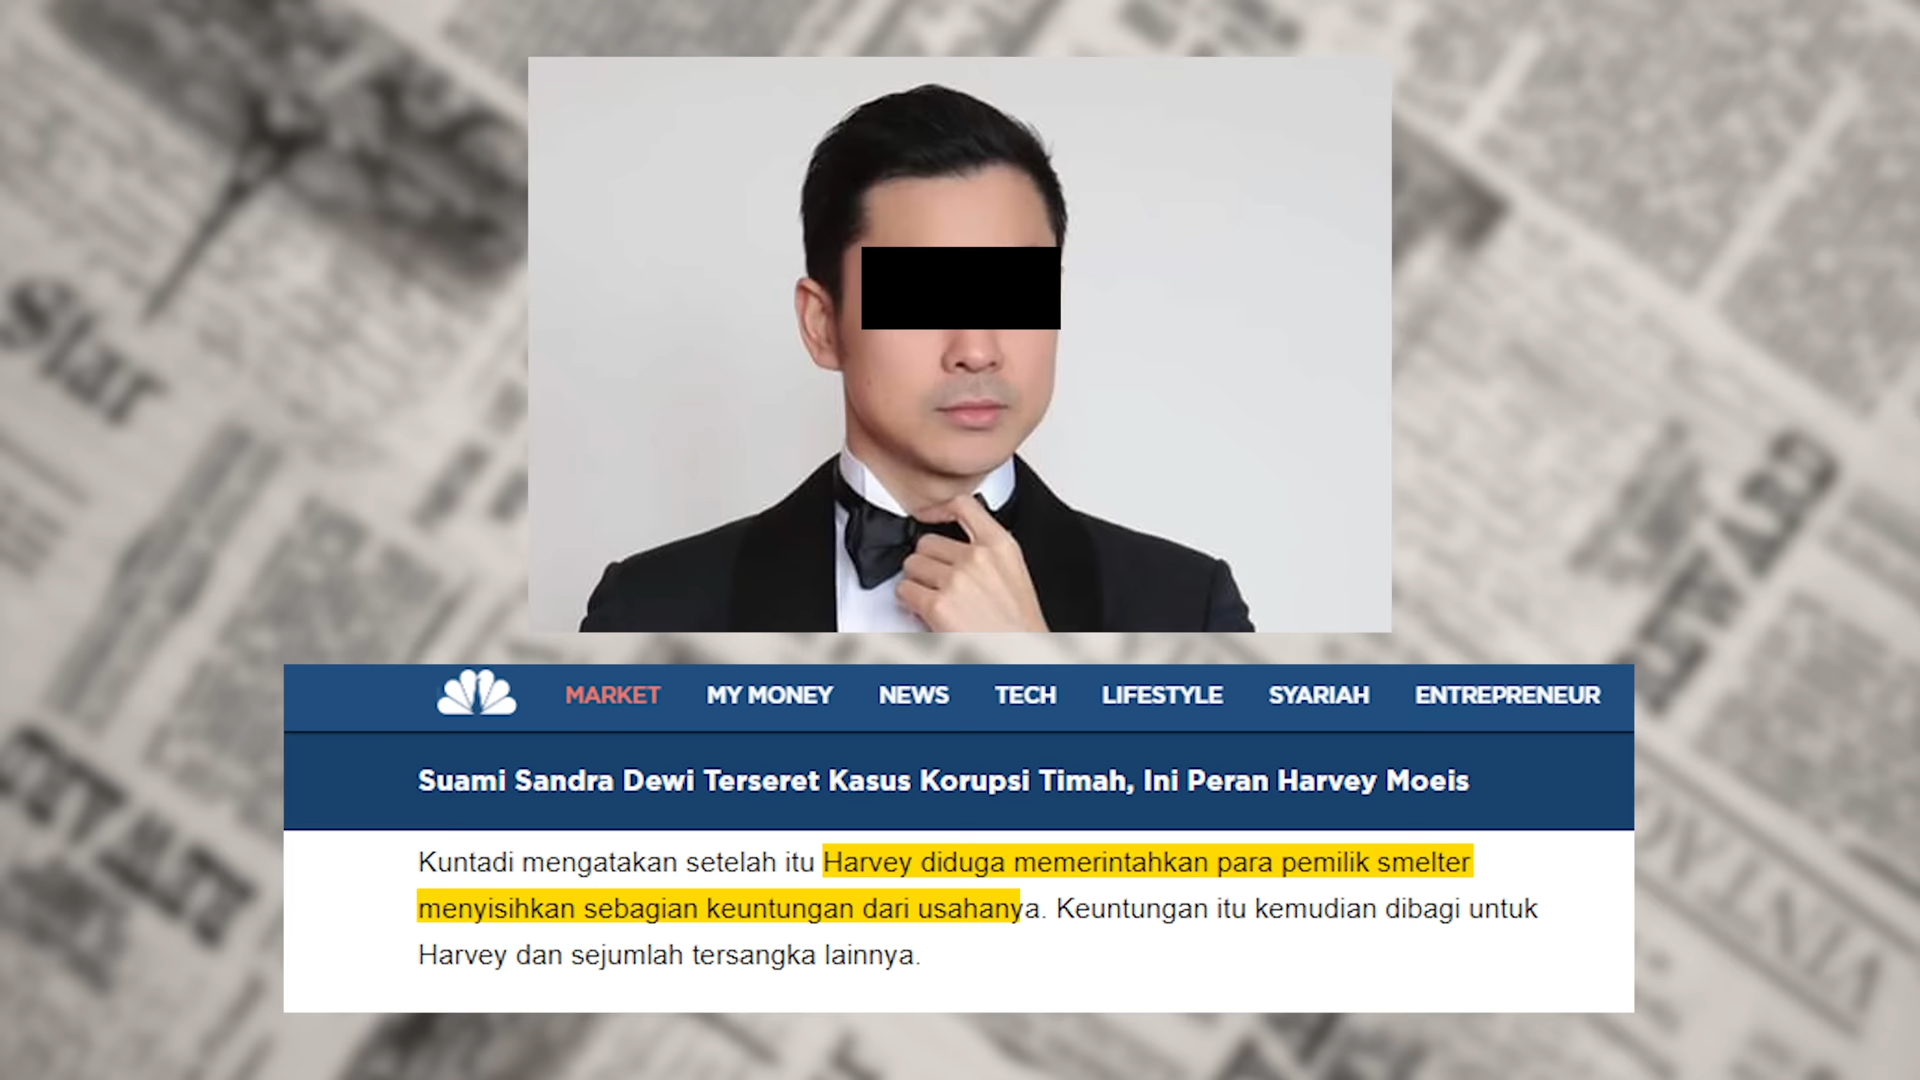 Star
MARKET MY MONEY NEWS TECH LIFESTYLE SYARIAH ENTREPRENEUR
Suami Sandra Dewi Terseret Kasus Korupsi Timah, Ini Peran Harvey Moeis
Kuntadi mengatakan setelah itu Harvey diduga memerintahkan para pemilik smelter
menyisihkan sebagian keuntungan dari usahanya. Keuntungan itu kemudian dibagi untuk
Harvey dan sejumlah tersangka lainnya.